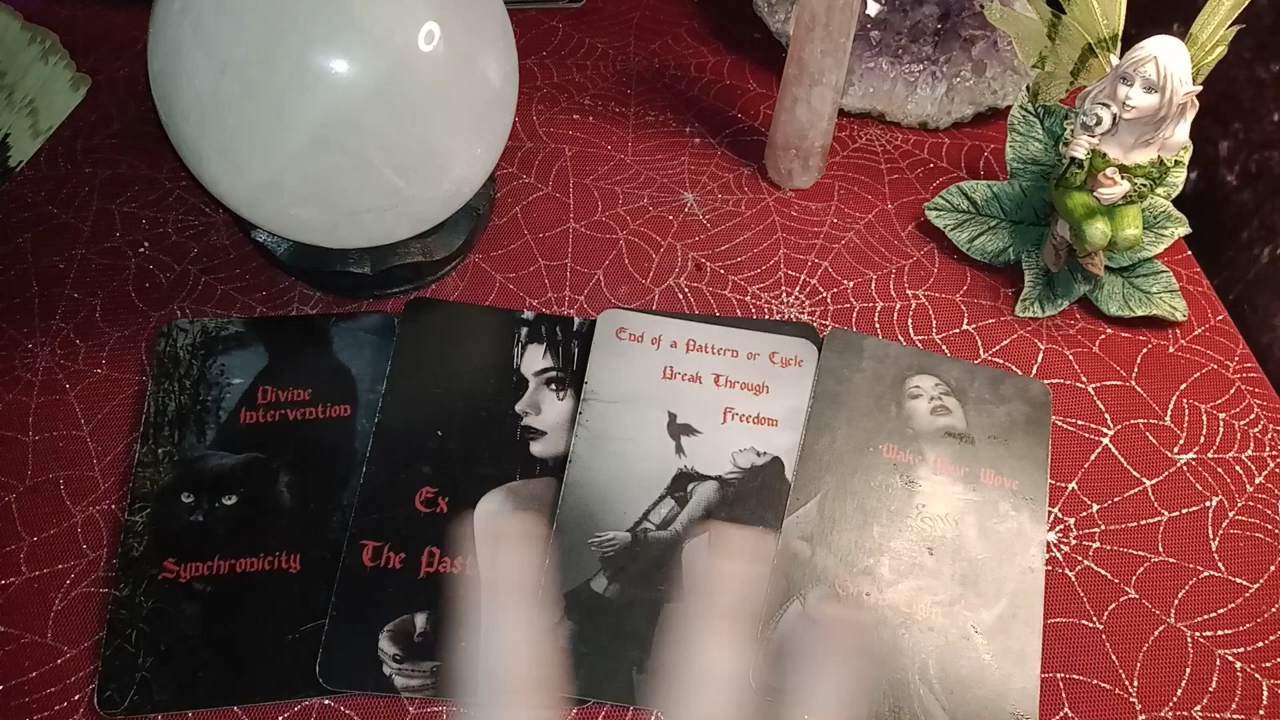 Divine
Intervention
Synchronicity
Ex
The Past
End of a Pattern or Cycle
Break Through
Freedom
Make Your Move